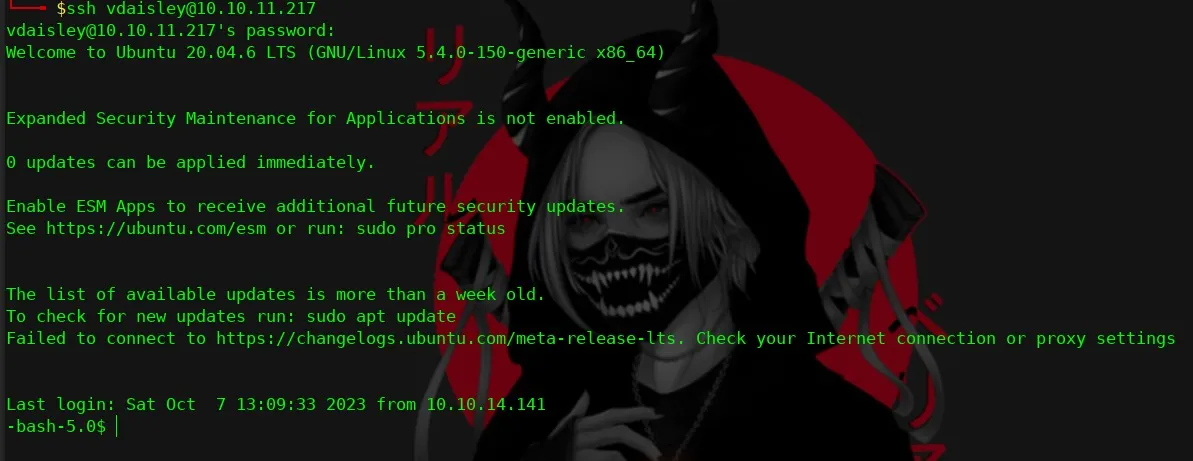 $ssh vdaisley@10.10.11.217
vdaisley@10.10.11.217's password:
Welcome to Ubuntu 20.04.6 LTS (GNU/Linux 5.4.0-150-generic x86_64)
Expanded Security Maintenance for Applications is not enabled.
0 updates can be applied immediately.
Enable ESM Apps to receive additional future security updates.
See https://ubuntu.com/esm or run: sudo pro status
The list of available updates is more than a week old.
To check for new updates run: sudo apt update
Failed to connect to https://changelogs.ubuntu.com/meta-release-lts. Check your Internet connection or proxy settings
Last login: Sat Oct  7 13:09:33 2023 from 10.10.14.141
-bash-5.0$
リアル